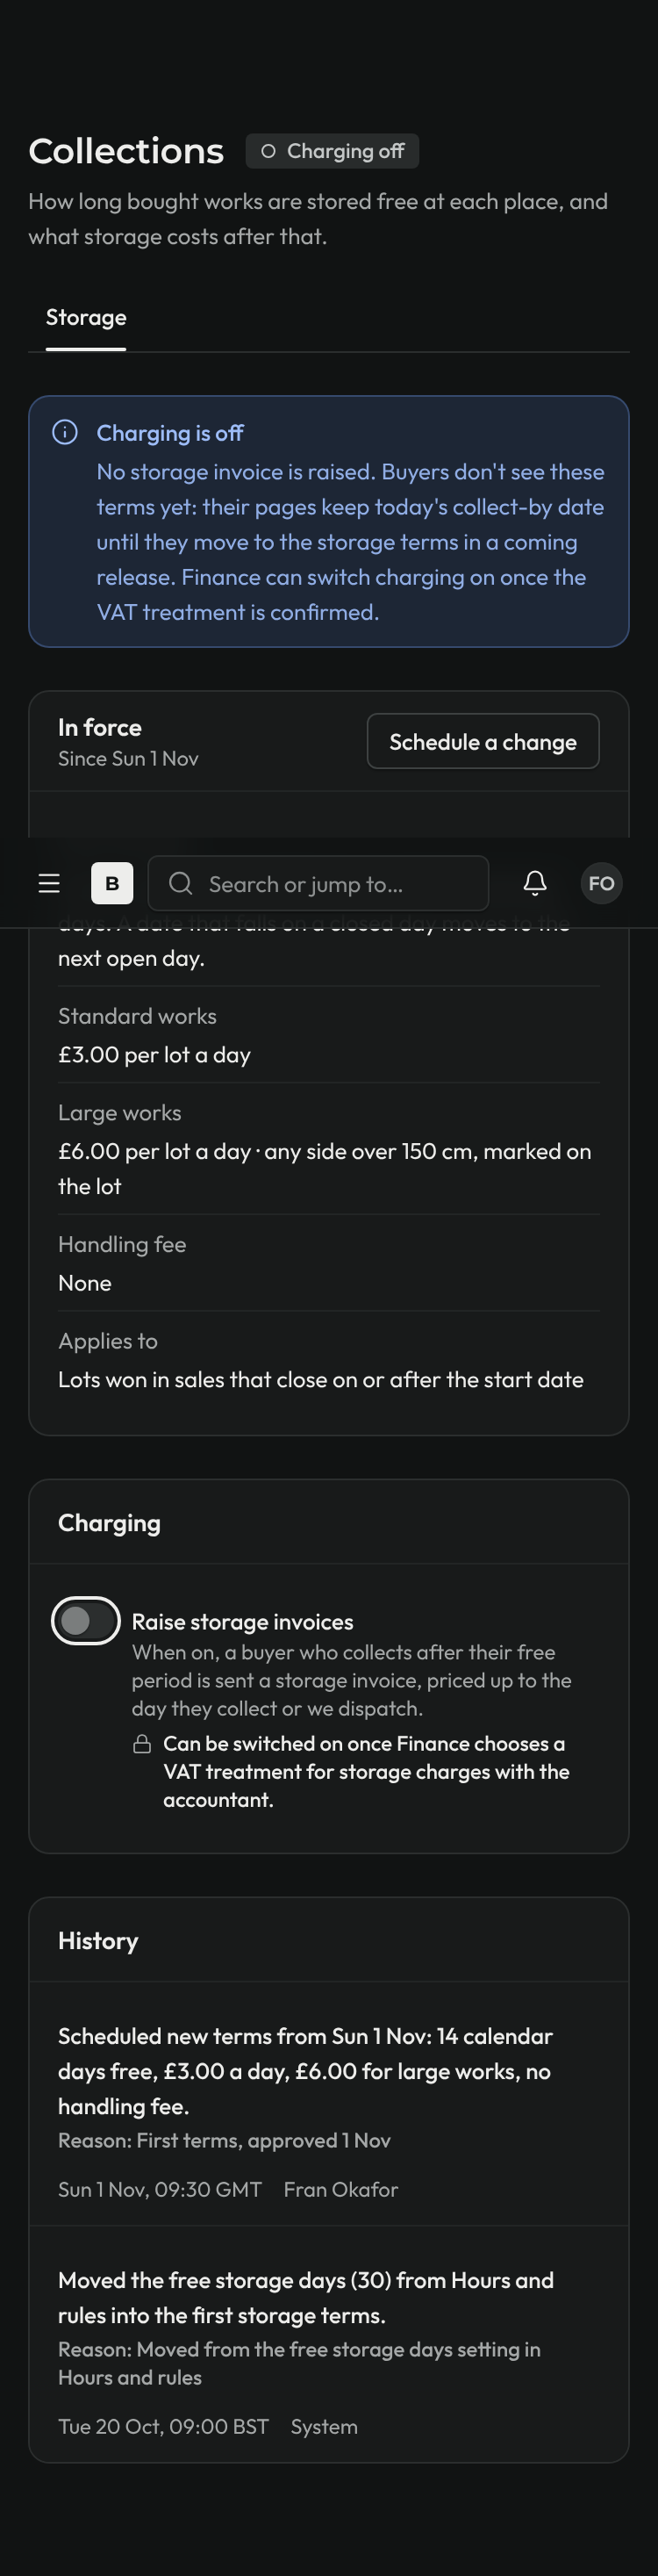 Collections
Charging off
How long bought works are stored free at each place, and
what storage costs after that.
Storage
Charging is off
No storage invoice is raised. Buyers don't see these
terms yet: their pages keep today's collect-by date
until they move to the storage terms in a coming
release. Finance can switch charging on once the
VAT treatment is confirmed.
In force
Since Sun 1 Nov
Schedule a change
B
Search or jump to...
FO
days. A date that falls on a closed day moves to the
next open day.
Standard works
£3.00 per lot a day
Large works
£6.00 per lot a day · any side over 150 cm, marked on
the lot
Handling fee
None
Applies to
Lots won in sales that close on or after the start date
Charging
Raise storage invoices
When on, a buyer who collects after their free
period is sent a storage invoice, priced up to the
day they collect or we dispatch.
Can be switched on once Finance chooses a
VAT treatment for storage charges with the
accountant.
History
Scheduled new terms from Sun 1 Nov: 14 calendar
days free, £3.00 a day, £6.00 for large works, no
handling fee.
Reason: First terms, approved 1 Nov
Sun 1 Nov, 09:30 GMT Fran Okafor
Moved the free storage days (30) from Hours and
rules into the first storage terms.
Reason: Moved from the free storage days setting in
Hours and rules
Tue 20 Oct, 09:00 BST System